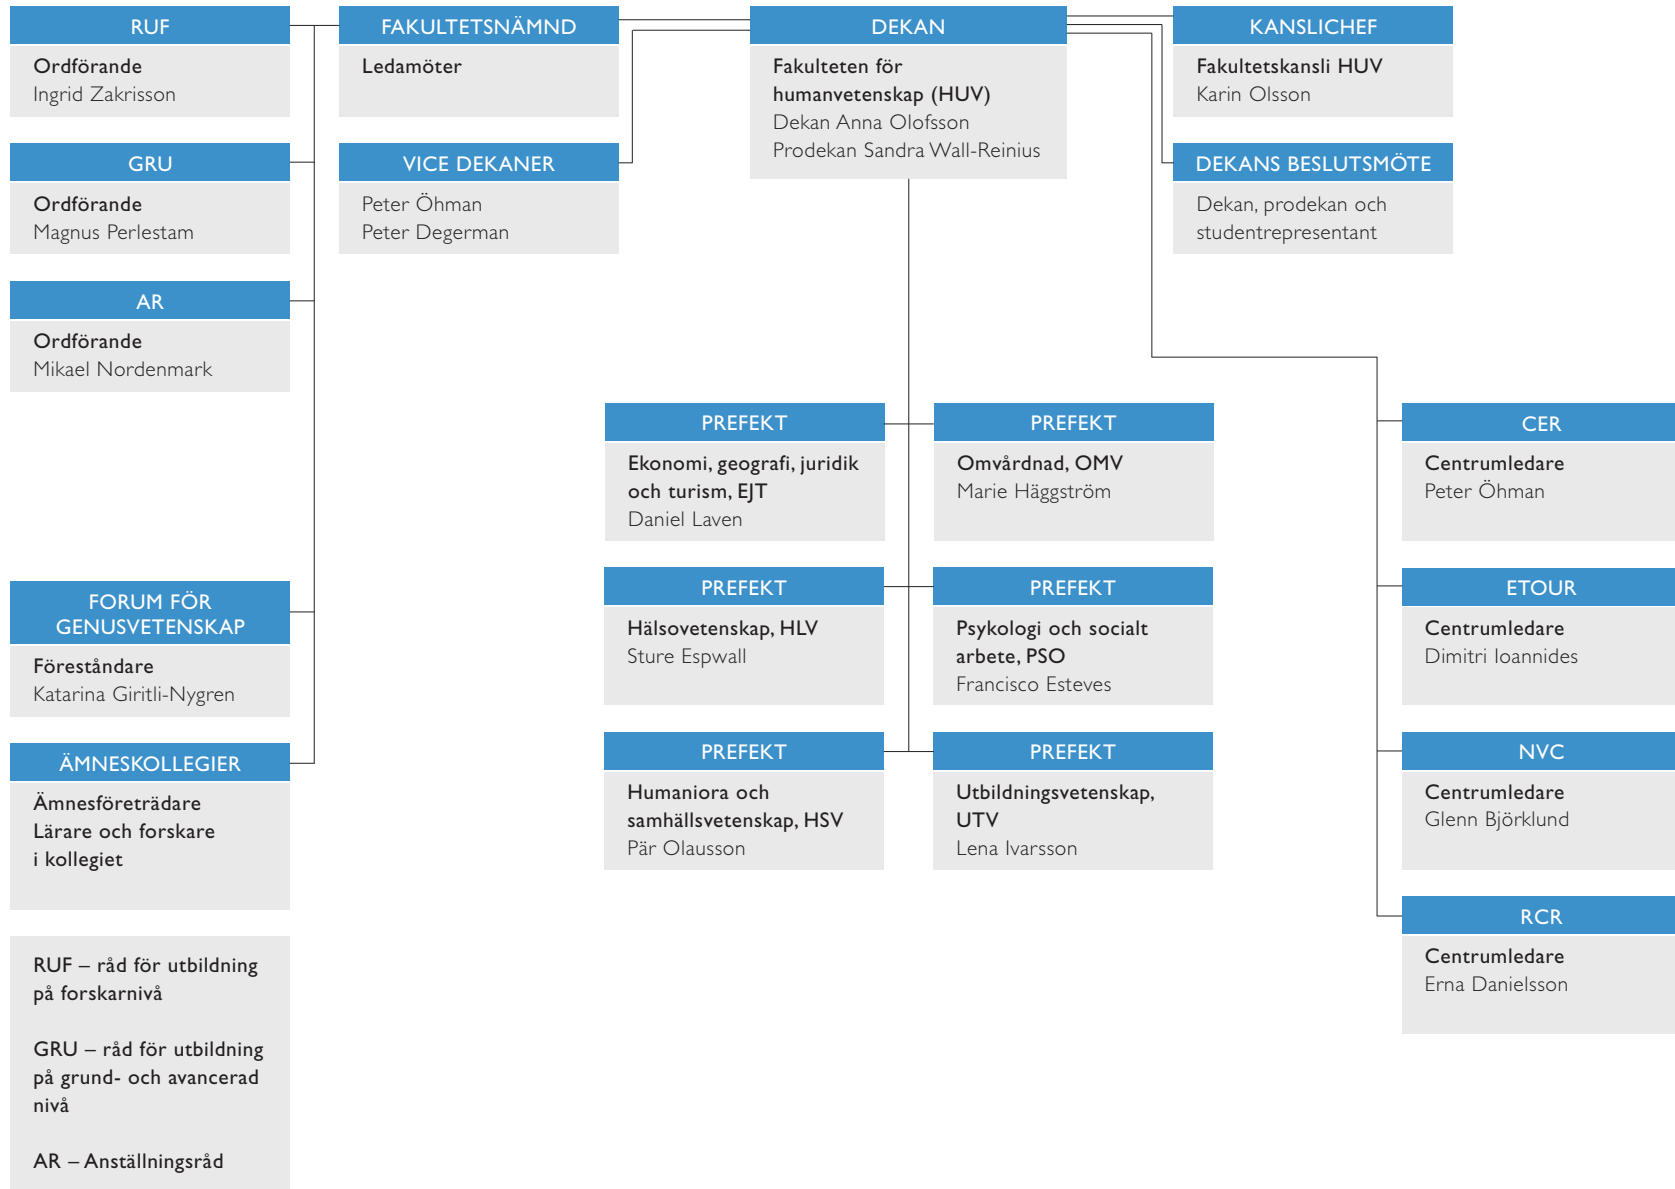 RUF
Ordförande
Ingrid Zakrisson
GRU
Ordförande
Magnus Perlestam
AR
Ordförande
Mikael Nordenmark
FORUM FÖR
GENUSVETENSKAP
Föreståndare
Katarina Giritli-Nygren
ÄMNESKOLLEGIER
Ämnesföreträdare
Lärare och forskare
i kollegiet
RUF – råd för utbildning
på forskarnivå
GRU – råd för utbildning
på grund- och avancerad
nivå
AR – Anställningsråd
FAKULTETSNÄMND
Ledamöter
VICE DEKANER
Peter Öhman
Peter Degerman
DEKAN
Fakulteten för
humanvetenskap (HUV)
Dekan Anna Olofsson
Prodekan Sandra Wall-Reinius
KANSLICHEF
Fakultetskansli HUV
Karin Olsson
DEKANS BESLUTSMÖTE
Dekan, prodekan och
studentrepresentant
PREFEKT
Ekonomi, geografi, juridik
och turism, EJT
Daniel Laven
PREFEKT
Omvårdnad, OMV
Marie Häggström
PREFEKT
Hälsovetenskap, HLV
Sture Espwall
PREFEKT
Psykologi och socialt
arbete, PSO
Francisco Esteves
PREFEKT
Humaniora och
samhällsvetenskap, HSV
Pär Olausson
PREFEKT
Utbildningsvetenskap,
UTV
Lena Ivarsson
CER
Centrumledare
Peter Öhman
ETOUR
Centrumledare
Dimitri Ioannides
NVC
Centrumledare
Glenn Björklund
RCR
Centrumledare
Erna Danielsson